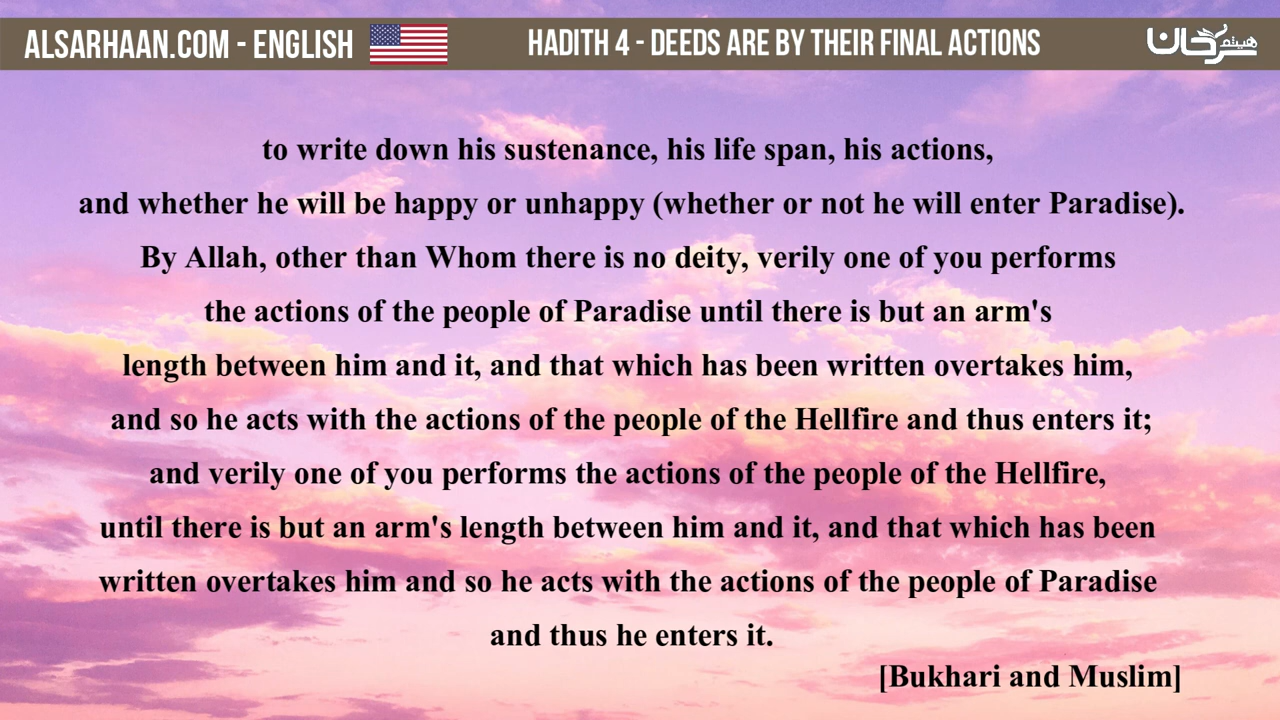 ALSARHAAN.COM - ENGLISH
HADITH 4 - DEEDS ARE BY THEIR FINAL ACTIONS
هيثم سرحان
to write down his sustenance, his life span, his actions,
and whether he will be happy or unhappy (whether or not he will enter Paradise).
By Allah, other than Whom there is no deity, verily one of you performs
the actions of the people of Paradise until there is but an arm's
length between him and it, and that which has been written overtakes him,
and so he acts with the actions of the people of the Hellfire and thus enters it;
and verily one of you performs the actions of the people of the Hellfire,
until there is but an arm's length between him and it, and that which has been
written overtakes him and so he acts with the actions of the people of Paradise
and thus he enters it.
[Bukhari and Muslim]